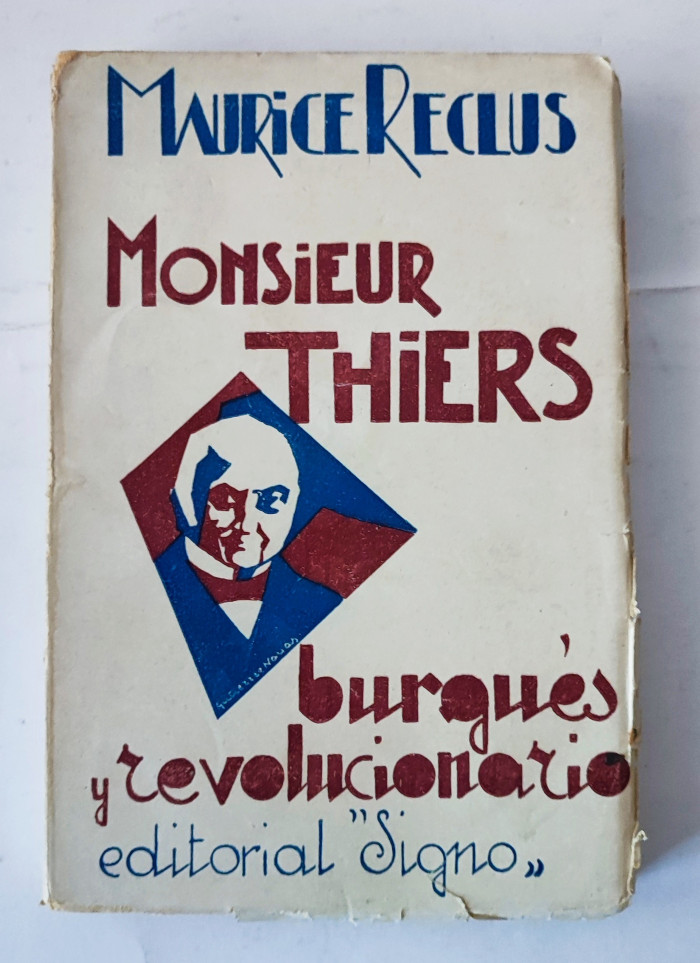 MAURiCE RECLUS
MONSiEUR
THiERS
burgués
y revolucionario
editorial "Signo„